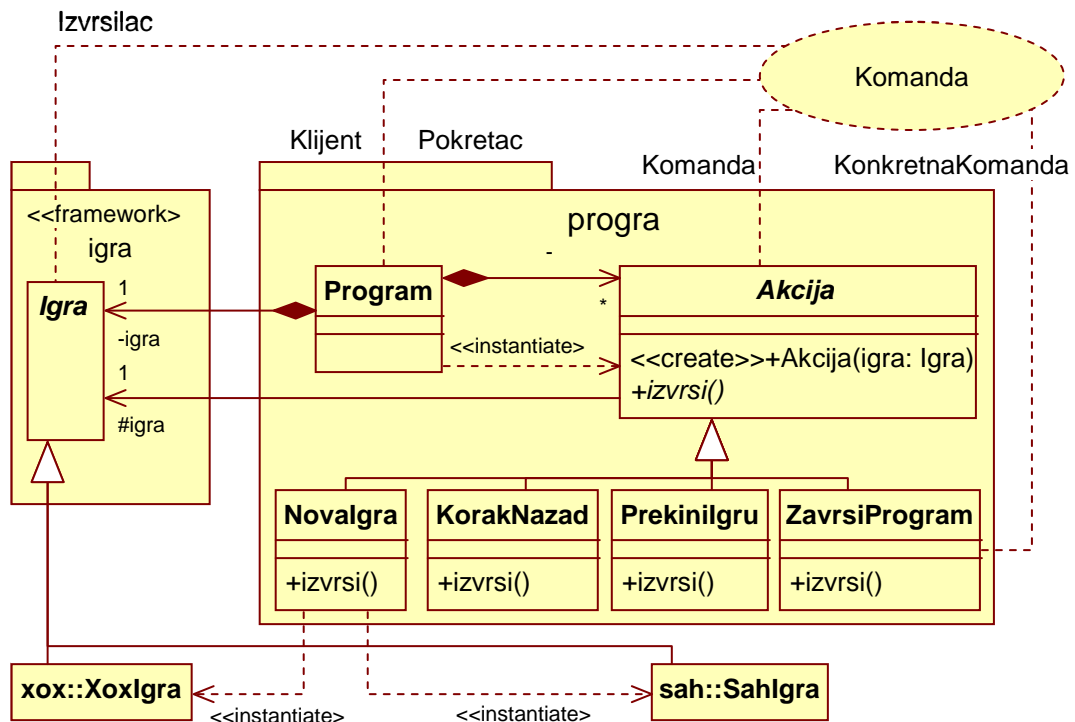 Izvrsilac
Komanda
Klijent
Pokretac
Komanda
KonkretnaKomanda
<<framework>
igra
progra
Igra
1
-igra
1
#igra
Program
-
*
<<instantiate>
Akcija
<<create>>+Akcija(igra: Igra)
+izvrsi()
NovaIgra
+izvrsi()
KorakNazad
+izvrsi()
PrekiniIgru
+izvrsi()
ZavrsiProgram
+izvrsi()
xox::XoxIgra
<<instantiate>
<<instantiate>
sah::SahIgra